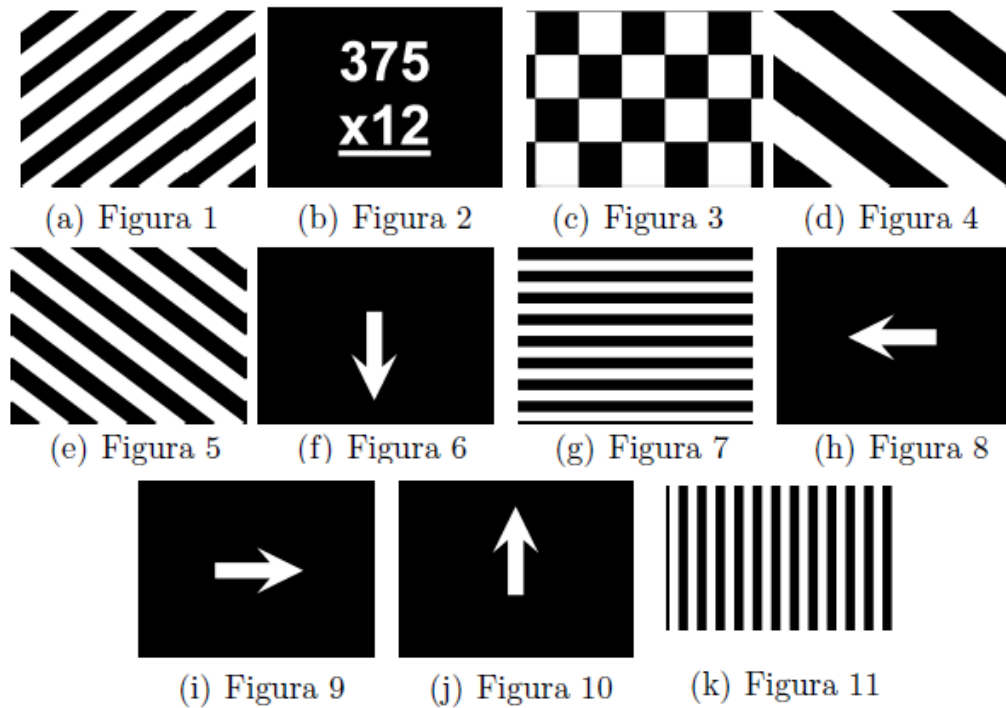 375
x12
(a) Figura 1
(b) Figura 2
(c) Figura 3
(d) Figura 4
(e) Figura 5
(f) Figura 6
(g) Figura 7
(h) Figura 8
(i) Figura 9
(j) Figura 10
(k) Figura 11